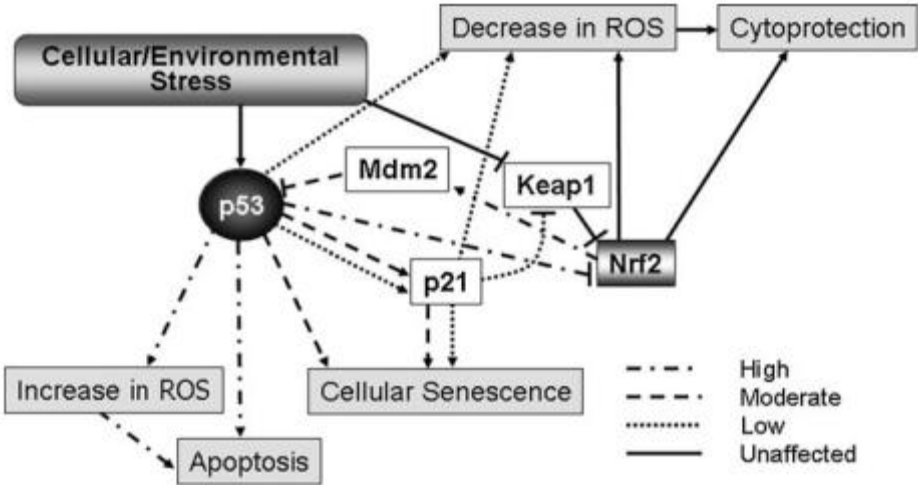 Decrease in ROS
Cytoprotection
Cellular/Environmental
Stress
Mdm2
Keap1
p53
p21
Nrf2
Increase in ROS
Cellular Senescence
Apoptosis
High
Moderate
Low
Unaffected